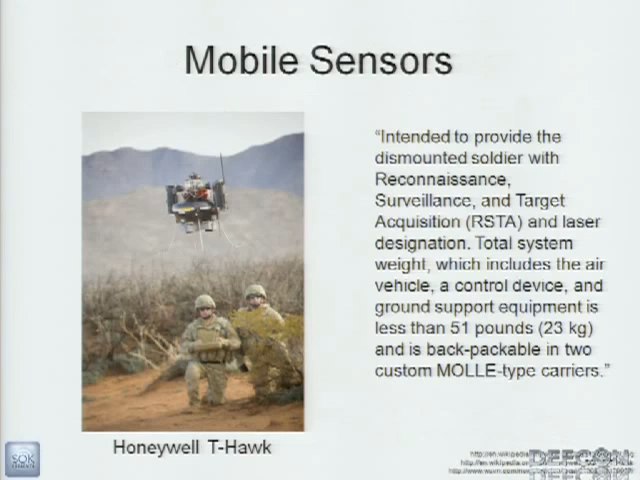 Mobile Sensors
“Intended to provide the
dismounted soldier with
Reconnaissance,
Surveillance, and Target
Acquisition (RSTA) and laser
designation. Total system
weight, which includes the air
vehicle, a control device, and
ground support equipment is
less than 51 pounds (23 kg)
and is back-packable in two
custom MOLLE-type carriers.”
Honeywell T-Hawk
SOK